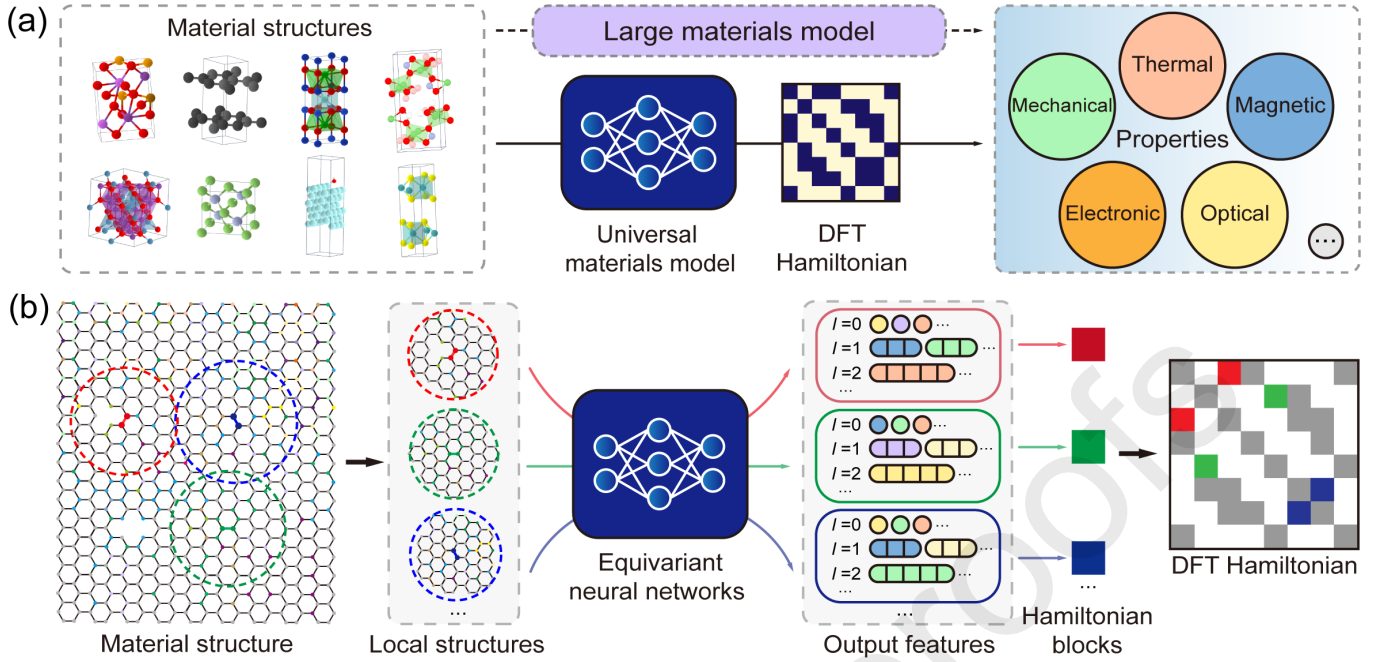 (a)
Material structures
Large materials model
Universal
materials model
DFT
Hamiltonian
Thermal
Mechanical
Magnetic
Properties
Electronic
Optical
...
(b)
Material structure
Local structures
...
Equivariant
neural networks
l=0 ...
l=1 ...
l=2 ...
...
l=0 ...
l=1 ...
l=2 ...
...
l=0 ...
l=1 ...
l=2 ...
...
...
Output features
...
Hamiltonian
blocks
DFT Hamiltonian
roofs